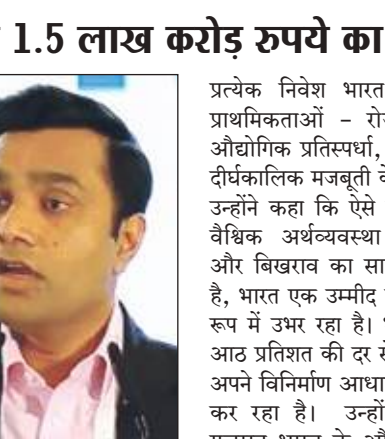 1.5 लाख करोड़ रुपये का
प्रत्येक निवेश भारत
प्राथमिकताओं -
औद्योगिक प्रतिस्पर्धा,
दीर्घकालिक मजबूती
उन्होंने कहा कि ऐसे
वैश्विक अर्थव्यवस्था
और बिखराव का
है, भारत एक उम्मीद
रूप में उभर रहा है।
आठ प्रतिशत की दर
अपने विनिर्माण
कर रहा है। उन्हों